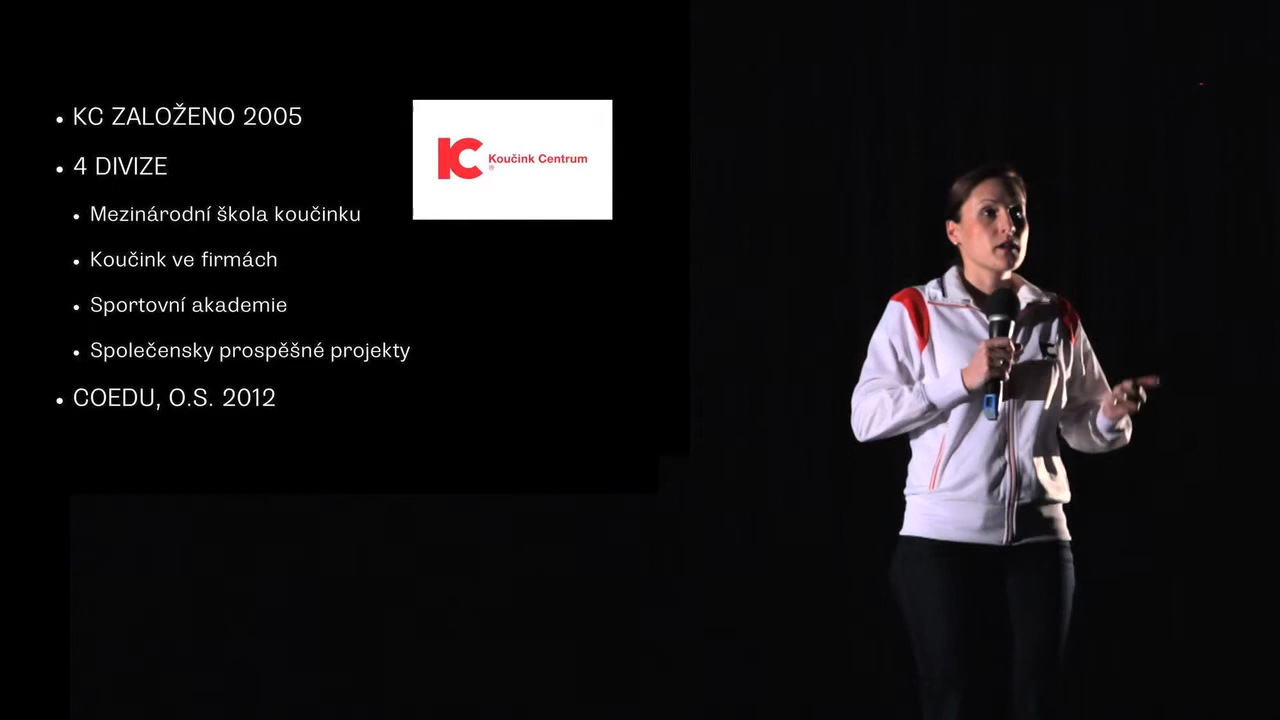 KC ZALOŽENO 2005
4 DIVIZE
Mezinárodní škola koučinku
Koučink ve firmách
Sportovní akademie
Společensky prospěšné projekty
COEDU, O.S. 2012
KC Koučink Centrum
®